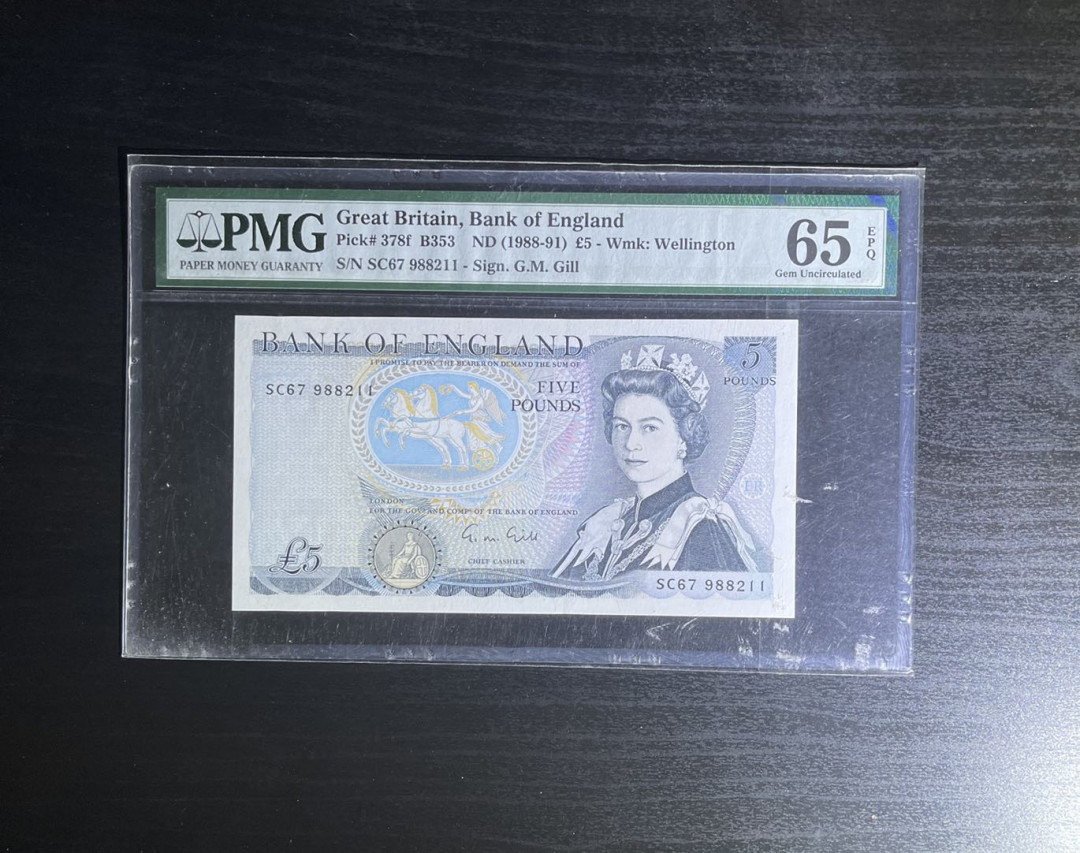 PMG
PAPER MONEY GUARANTY
Great Britain, Bank of England
Pick# 378f B353 ND (1988-91) £5 - Wmk: Wellington
S/N SC67 988211 - Sign. G.M. Gill
65 EPQ
Gem Uncirculated
BANK OF ENGLAND
I PROMISE TO PAY THE BEARER ON DEMAND THE SUM OF
5
POUNDS
SC67 988211
FIVE
POUNDS
LONDON
FOR THE GOVR AND COMPA OF THE BANK OF ENGLAND
G. M. Gill
CHIEF CASHIER
£5
SC67 988211